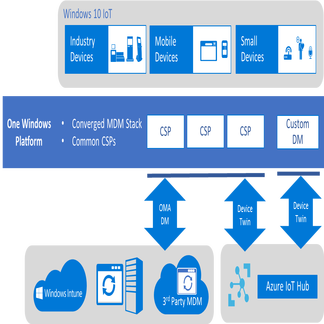 Windows 10 IoT
Industry
Devices
Mobile
Devices
Small
Devices
One Windows
Platform
• Converged MDM Stack
• Common CSPs
CSP
CSP
CSP
Custom
DM
OMA
DM
Device
Twin
Device
Twin
Windows Intune
3rd Party MDM
Azure IoT Hub